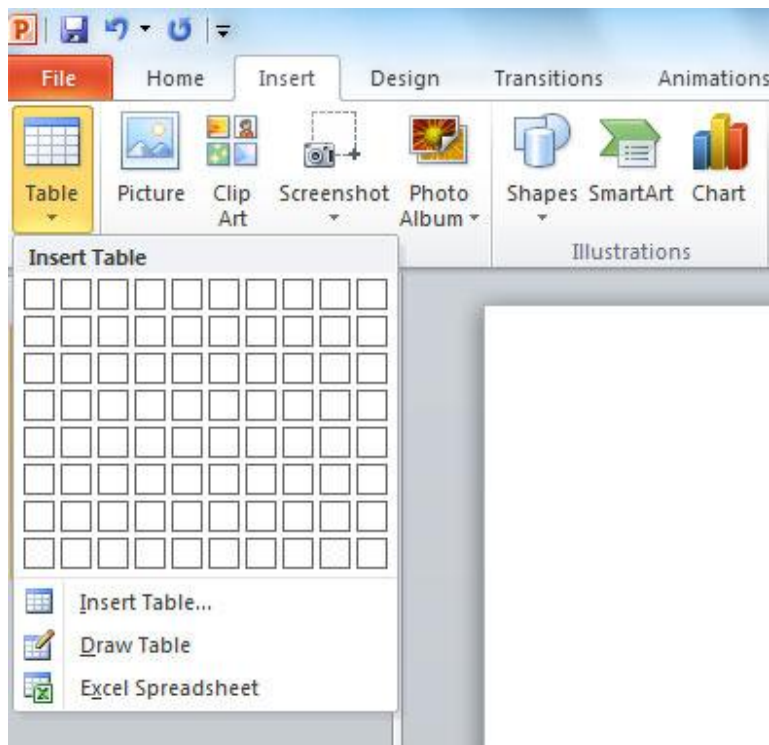 P
File Home Insert Design Transitions Animations
Table Picture Clip Art Screenshot Photo Album Shapes SmartArt Chart
Illustrations
Insert Table
Insert Table...
Draw Table
Excel Spreadsheet